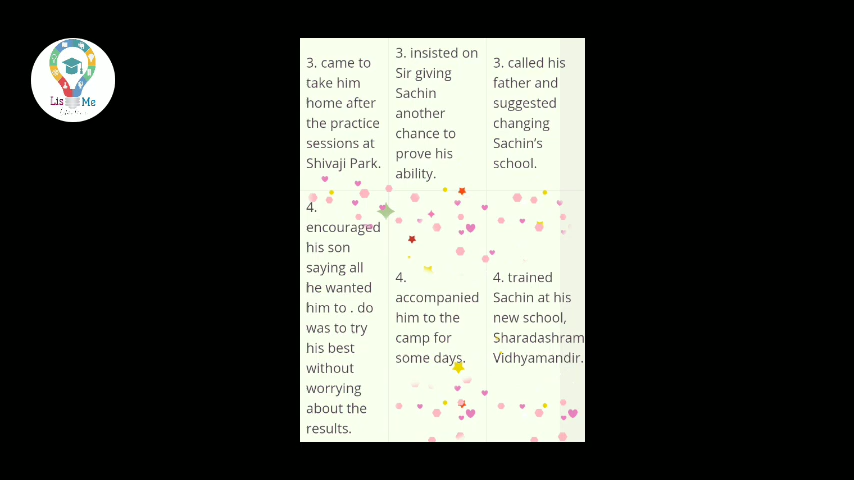 Lis Me
3. came to
take him
home after
the practice
sessions at
Shivaji Park.
3. insisted on
Sir giving
Sachin
another
chance to
prove his
ability.
3. called his
father and
suggested
changing
Sachin's
school.
4.
encouraged
his son
saying all
he wanted
him to . do
was to try
his best
without
worrying
about the
results.
4.
accompanied
him to the
camp for
some days.
4. trained
Sachin at his
new school,
Sharadashram
Vidhyamandir.